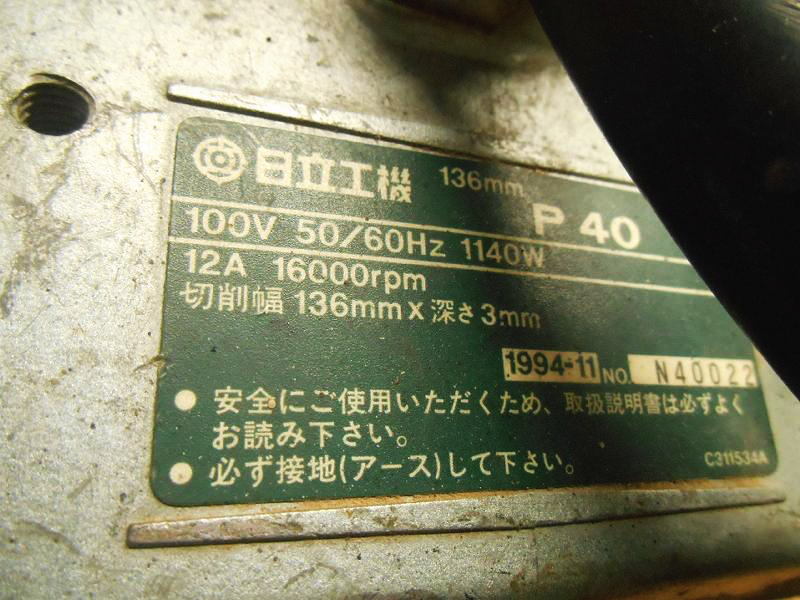 日立工機 136mm P 40
100V 50/60Hz 1140W
12A 16000rpm
切削幅 136mm x 深さ3mm
1994-11 NO. N40022
● 安全にご使用いただくため、取扱説明書は必ずよく
お読み下さい。
● 必ず接地(アース)して下さい。
C311534A